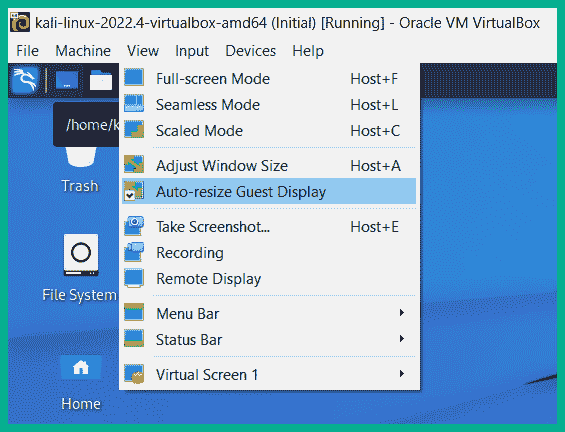 kali-linux-2022.4-virtualbox-amd64 (Initial) [Running] - Oracle VM VirtualBox
File Machine View Input Devices Help
Full-screen Mode Host+F
Seamless Mode Host+L
Scaled Mode Host+C
/home/k
Adjust Window Size Host+A
Auto-resize Guest Display
Take Screenshot... Host+E
Recording
Remote Display
Menu Bar
Status Bar
Virtual Screen 1
Trash
File System
Home